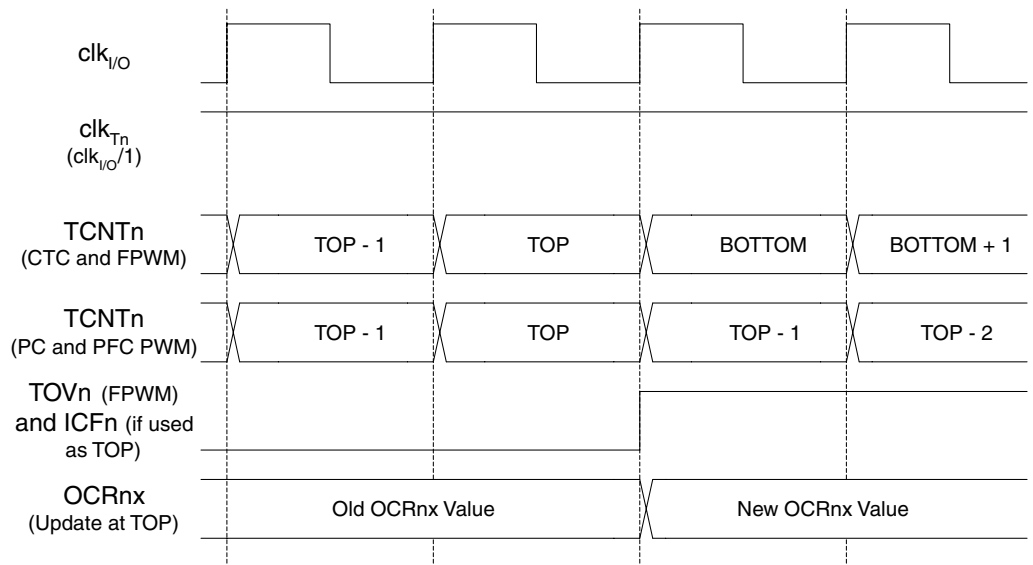 clkI/O
clkTn
(clkI/O/1)
TCNTn
(CTC and FPWM)
TOP - 1
TOP
BOTTOM
BOTTOM + 1
TCNTn
(PC and PFC PWM)
TOP - 1
TOP
TOP - 1
TOP - 2
TOVn (FPWM)
and ICFn (if used
as TOP)
OCRnx
(Update at TOP)
Old OCRnx Value
New OCRnx Value